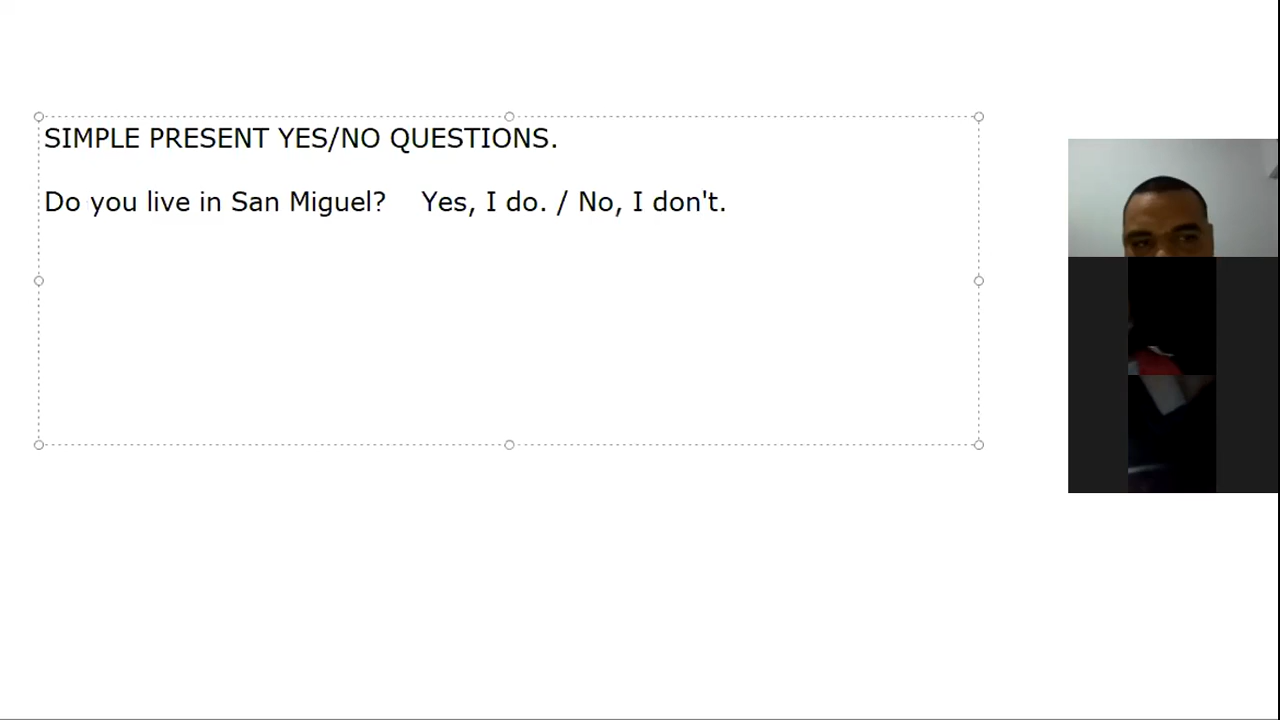 SIMPLE PRESENT YES/NO QUESTIONS.
Do you live in San Miguel? Yes, I do. / No, I don't.